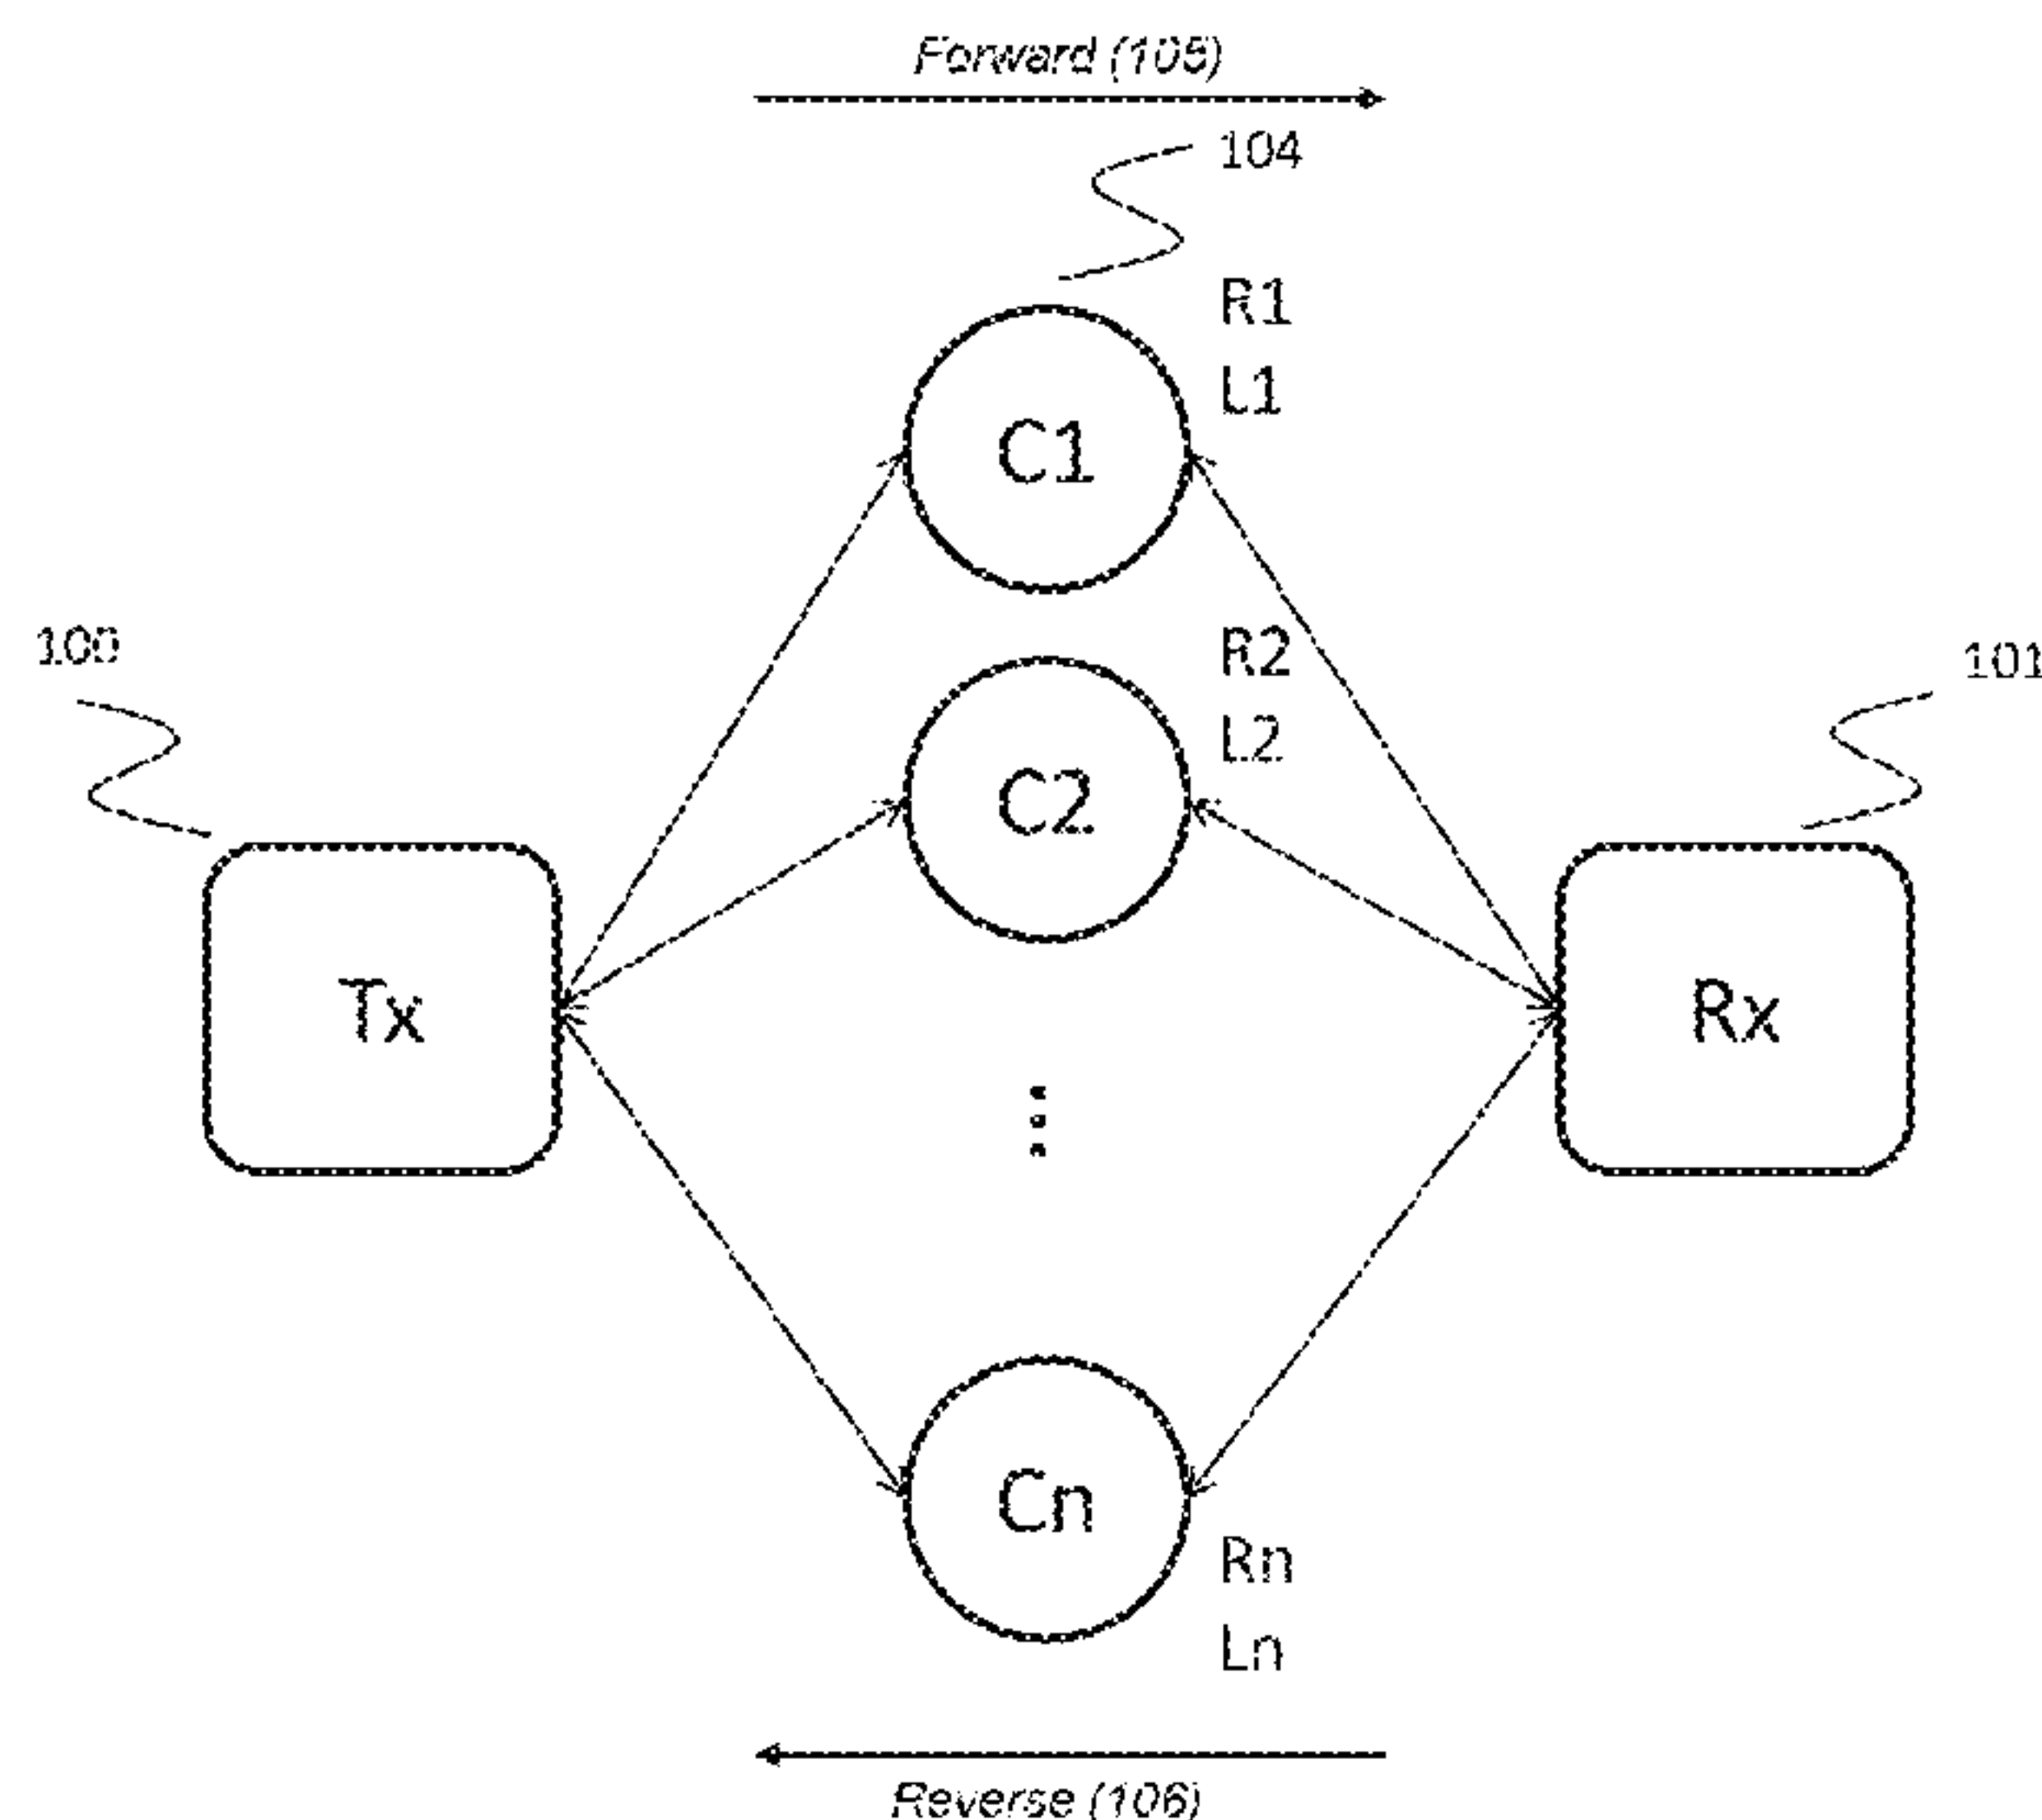 Forward (105)
104
R1
L1
C1
100
R2
101
L2
C2
Tx
Rx
Cn
Rn
Ln
Reverse (106)